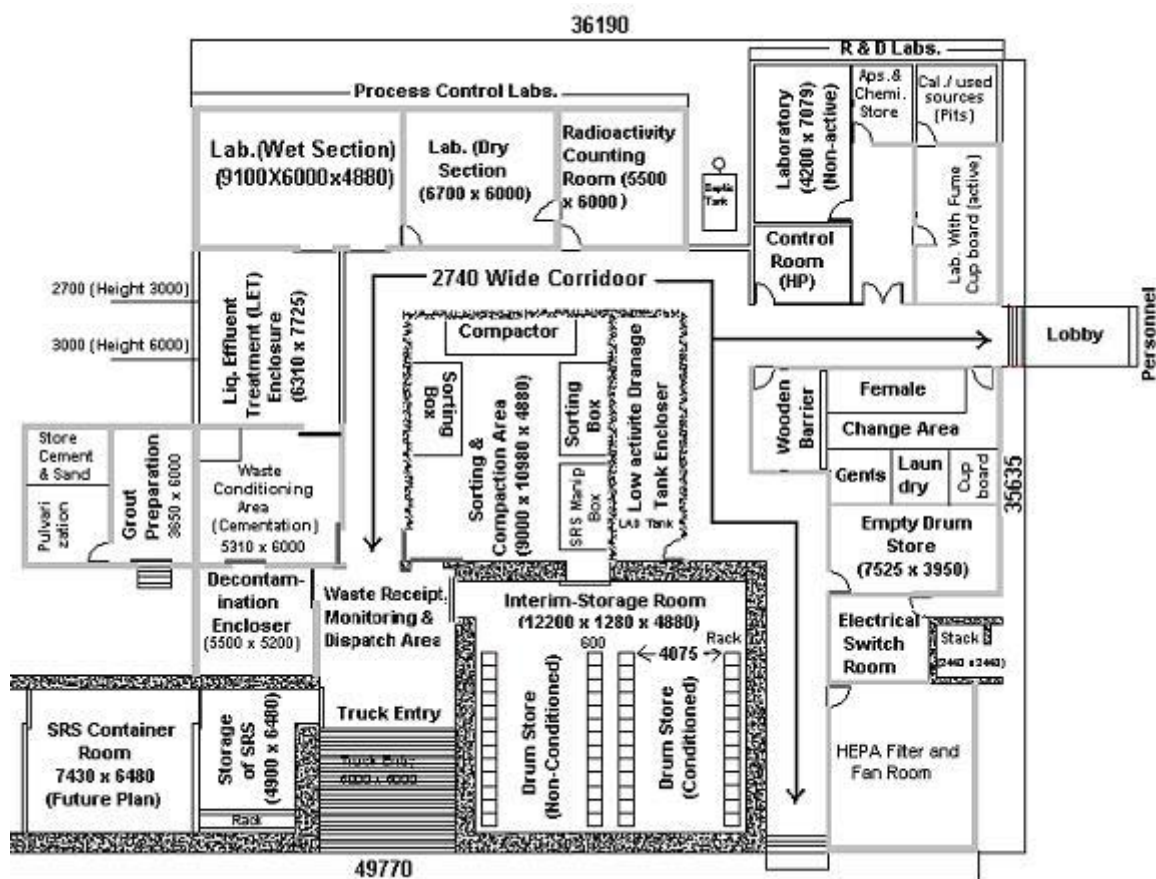 36190
R & D Labs.
Process Control Labs.
Lab.(Wet Section)
(9100X6000x4880)
Lab. (Dry
Section
(6700 x 6000)
Radioactivity
Counting
Room (5500
x 6000 )
Septic
Tank
Laboratory
(4200 x 7079)
(Non-active)
Aps.&
Chemi.
Store
Cal./ used
sources
(Pits)
Control
Room
(HP)
Lab. With Fume
Cup board (active)
2700 (Height 3000)
3000 (Height 6000)
Liq. Effluent
Treatment (LET)
Enclosure
(6310 x 7725)
2740 Wide Corridoor
Compactor
Sorting
Box
Sorting &
Compaction Area
(9000 x 10980 x 4880)
Sorting
Box
SRS Manip
Box
Low activite Dranage
Tank Encloser
LAD Tank
Lobby
Personnel
Wooden
Barrier
Female
Change Area
Gents
Laun
dry
Cup
board
35635
Store
Cement
& Sand
Pulvari
zation
Grout
Preparation
3650 x 6000
Waste
Conditioning
Area
(Cementation)
5310 x 6000
Empty Drum
Store
(7525 x 3950)
Decontam-
ination
Encloser
(5500 x 5200)
Waste Receipt.
Monitoring &
Dispatch Area
Interim-Storage Room
(12200 x 1280 x 4880)
600
Rack
4075
Drum Store
(Non-Conditioned)
Drum Store
(Conditioned)
Electrical
Switch
Room
Stack
(2460 x 2460)
SRS Container
Room
7430 x 6480
(Future Plan)
Storage
of SRS
(4900 x 6480)
Rack
Truck Entry
Truck Entry
6000 x 6000
HEPA Filter and
Fan Room
49770